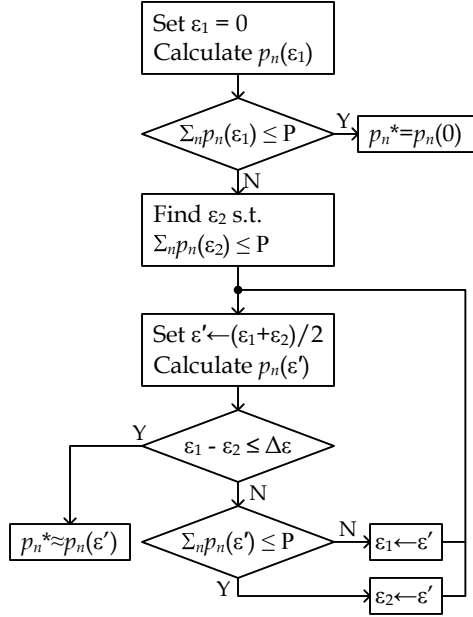 Set ε₁ = 0
Calculate pₙ(ε₁)
Σₙpₙ(ε₁) ≤ P
Y
pₙ*=pₙ(0)
N
Find ε₂ s.t.
Σₙpₙ(ε₂) ≤ P
Set ε′←(ε₁+ε₂)/2
Calculate pₙ(ε′)
Y
ε₁ - ε₂ ≤ Δε
N
pₙ*≈pₙ(ε′)
Σₙpₙ(ε′) ≤ P
N
ε₁←ε′
Y
ε₂←ε′